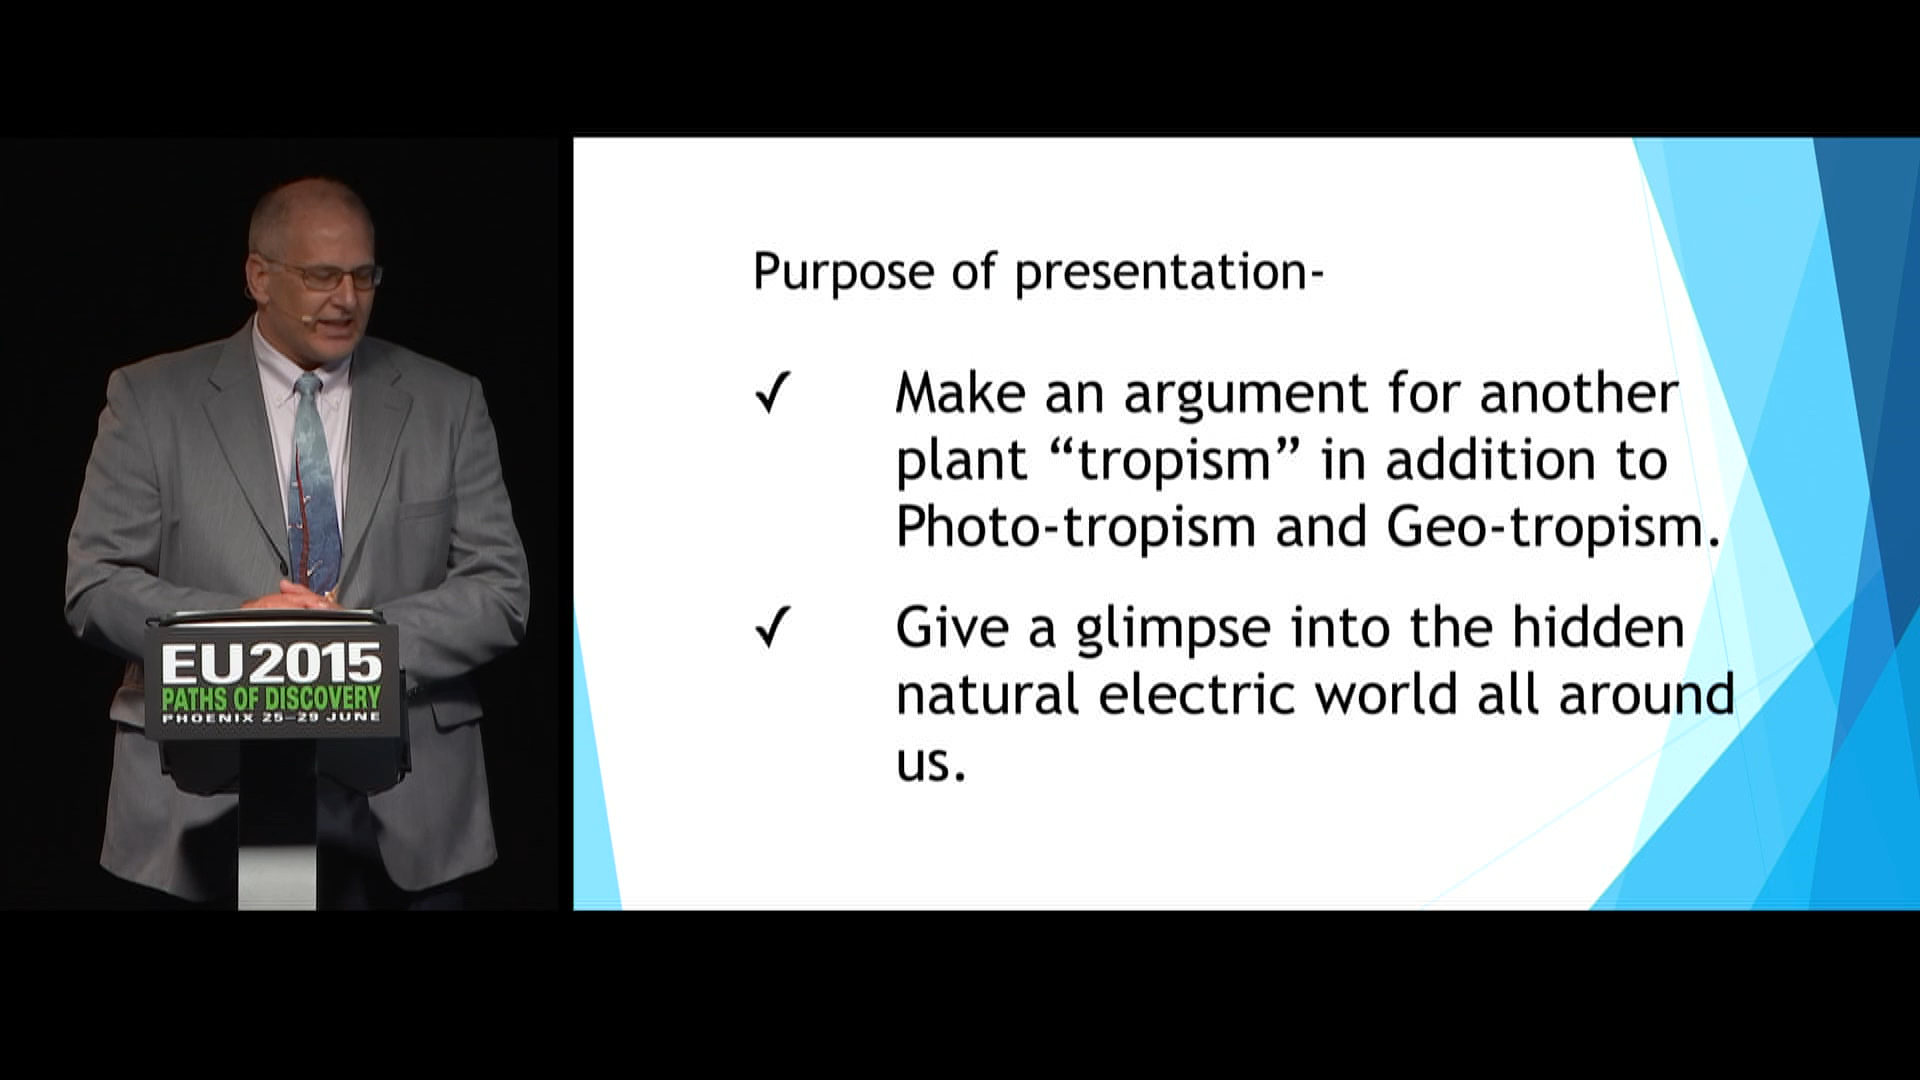 Purpose of presentation-
✓ Make an argument for another
plant “tropism” in addition to
Photo-tropism and Geo-tropism.
✓ Give a glimpse into the hidden
natural electric world all around
us.
EU2015
PATHS OF DISCOVERY
PHOENIX 25–29 JUNE